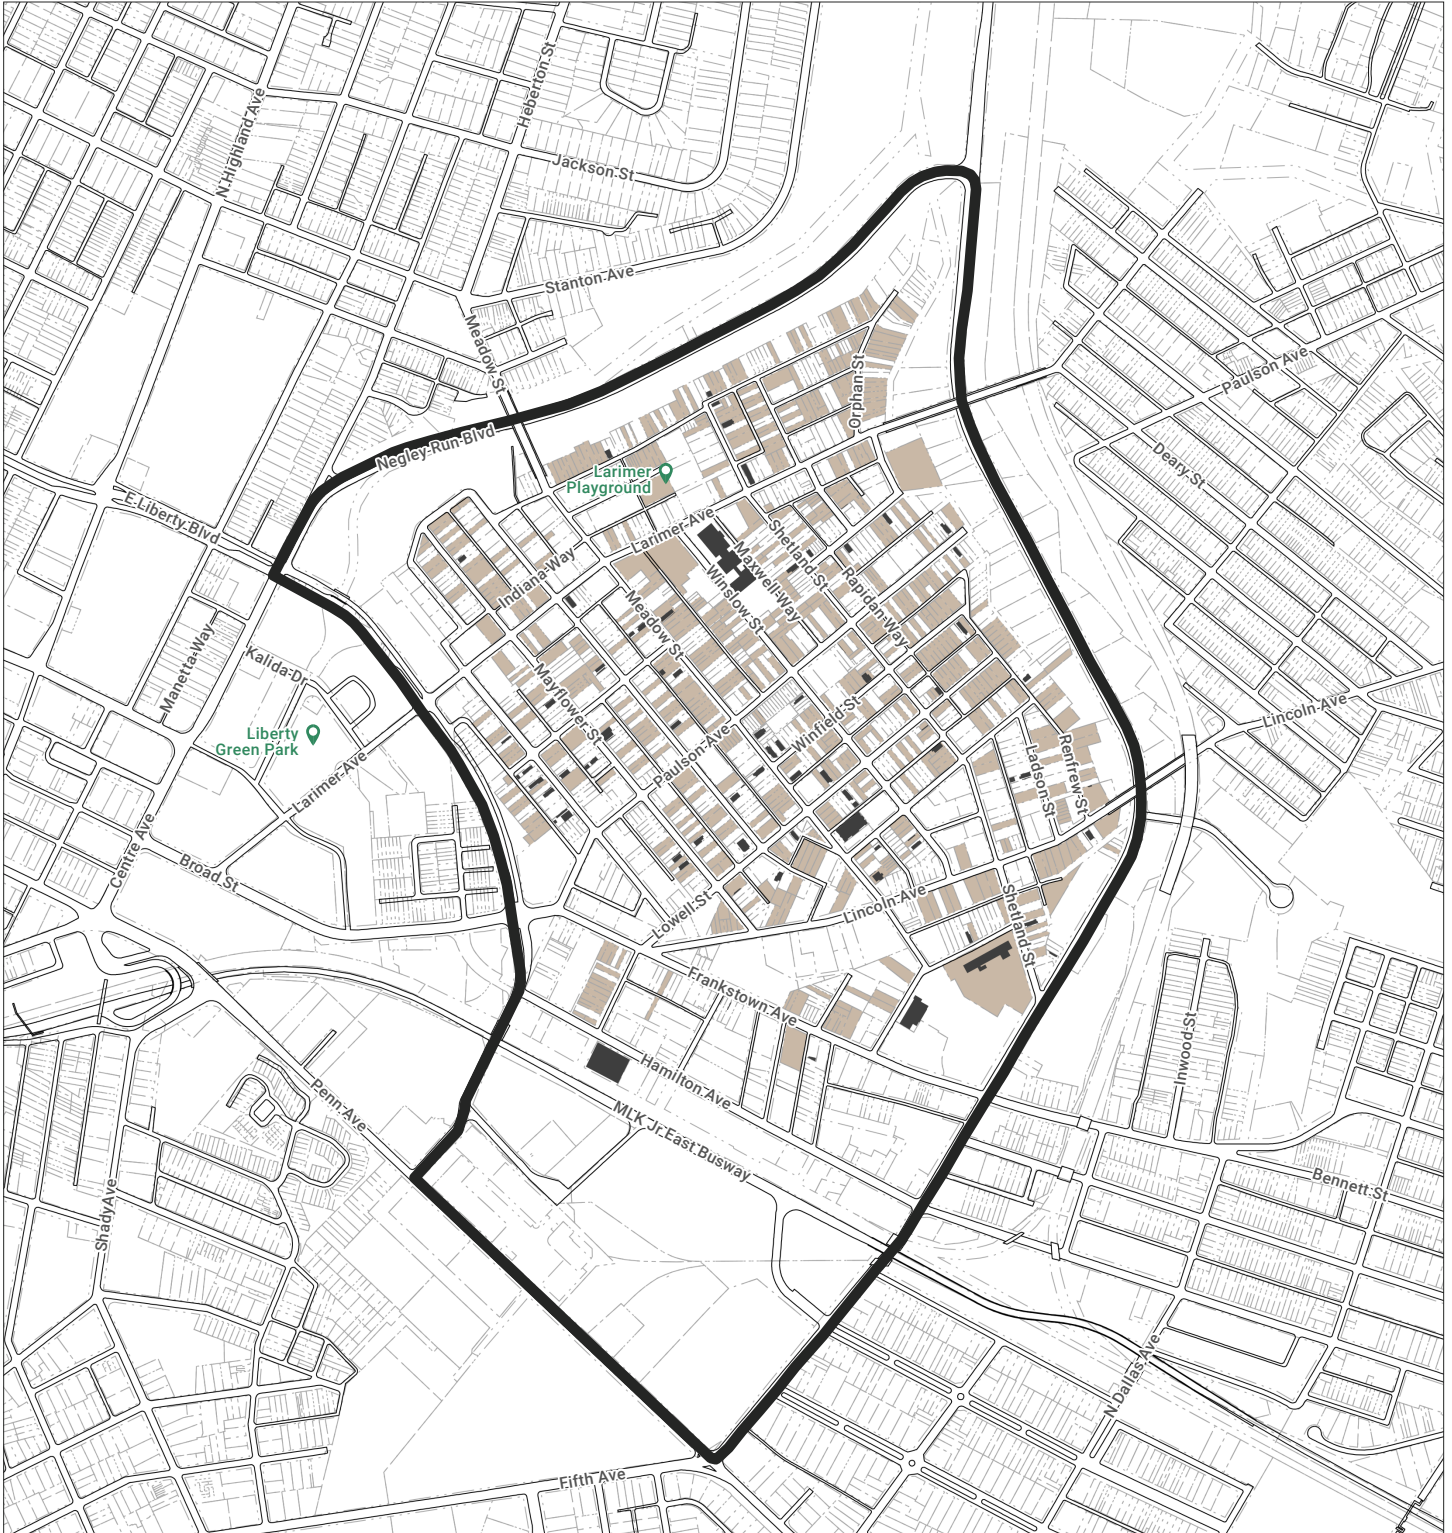 Heberton St
N Highland Ave
Jackson St
Stanton Ave
Meadow St
Paulson Ave
Orphan St
Negley Run Blvd
Deary St
Larimer
Playground
E Liberty Blvd
Larimer Ave
Shetland St
Maxwell Way
Indiana Way
Winslow St
Rapidan Way
Meadow St
Manetta Way
Kalida Dr
Mayflower St
Lincoln Ave
Winfield St
Liberty
Green Park
Paulson Ave
Renfrew St
Ladson St
Larimer Ave
Centre Ave
Broad St
Lincoln Ave
Lowell St
Shetland St
Frankstown Ave
Inwood St
Hamilton Ave
Penn Ave
MLK Jr East Busway
Bennett St
Shady Ave
N Dallas Ave
Fifth Ave